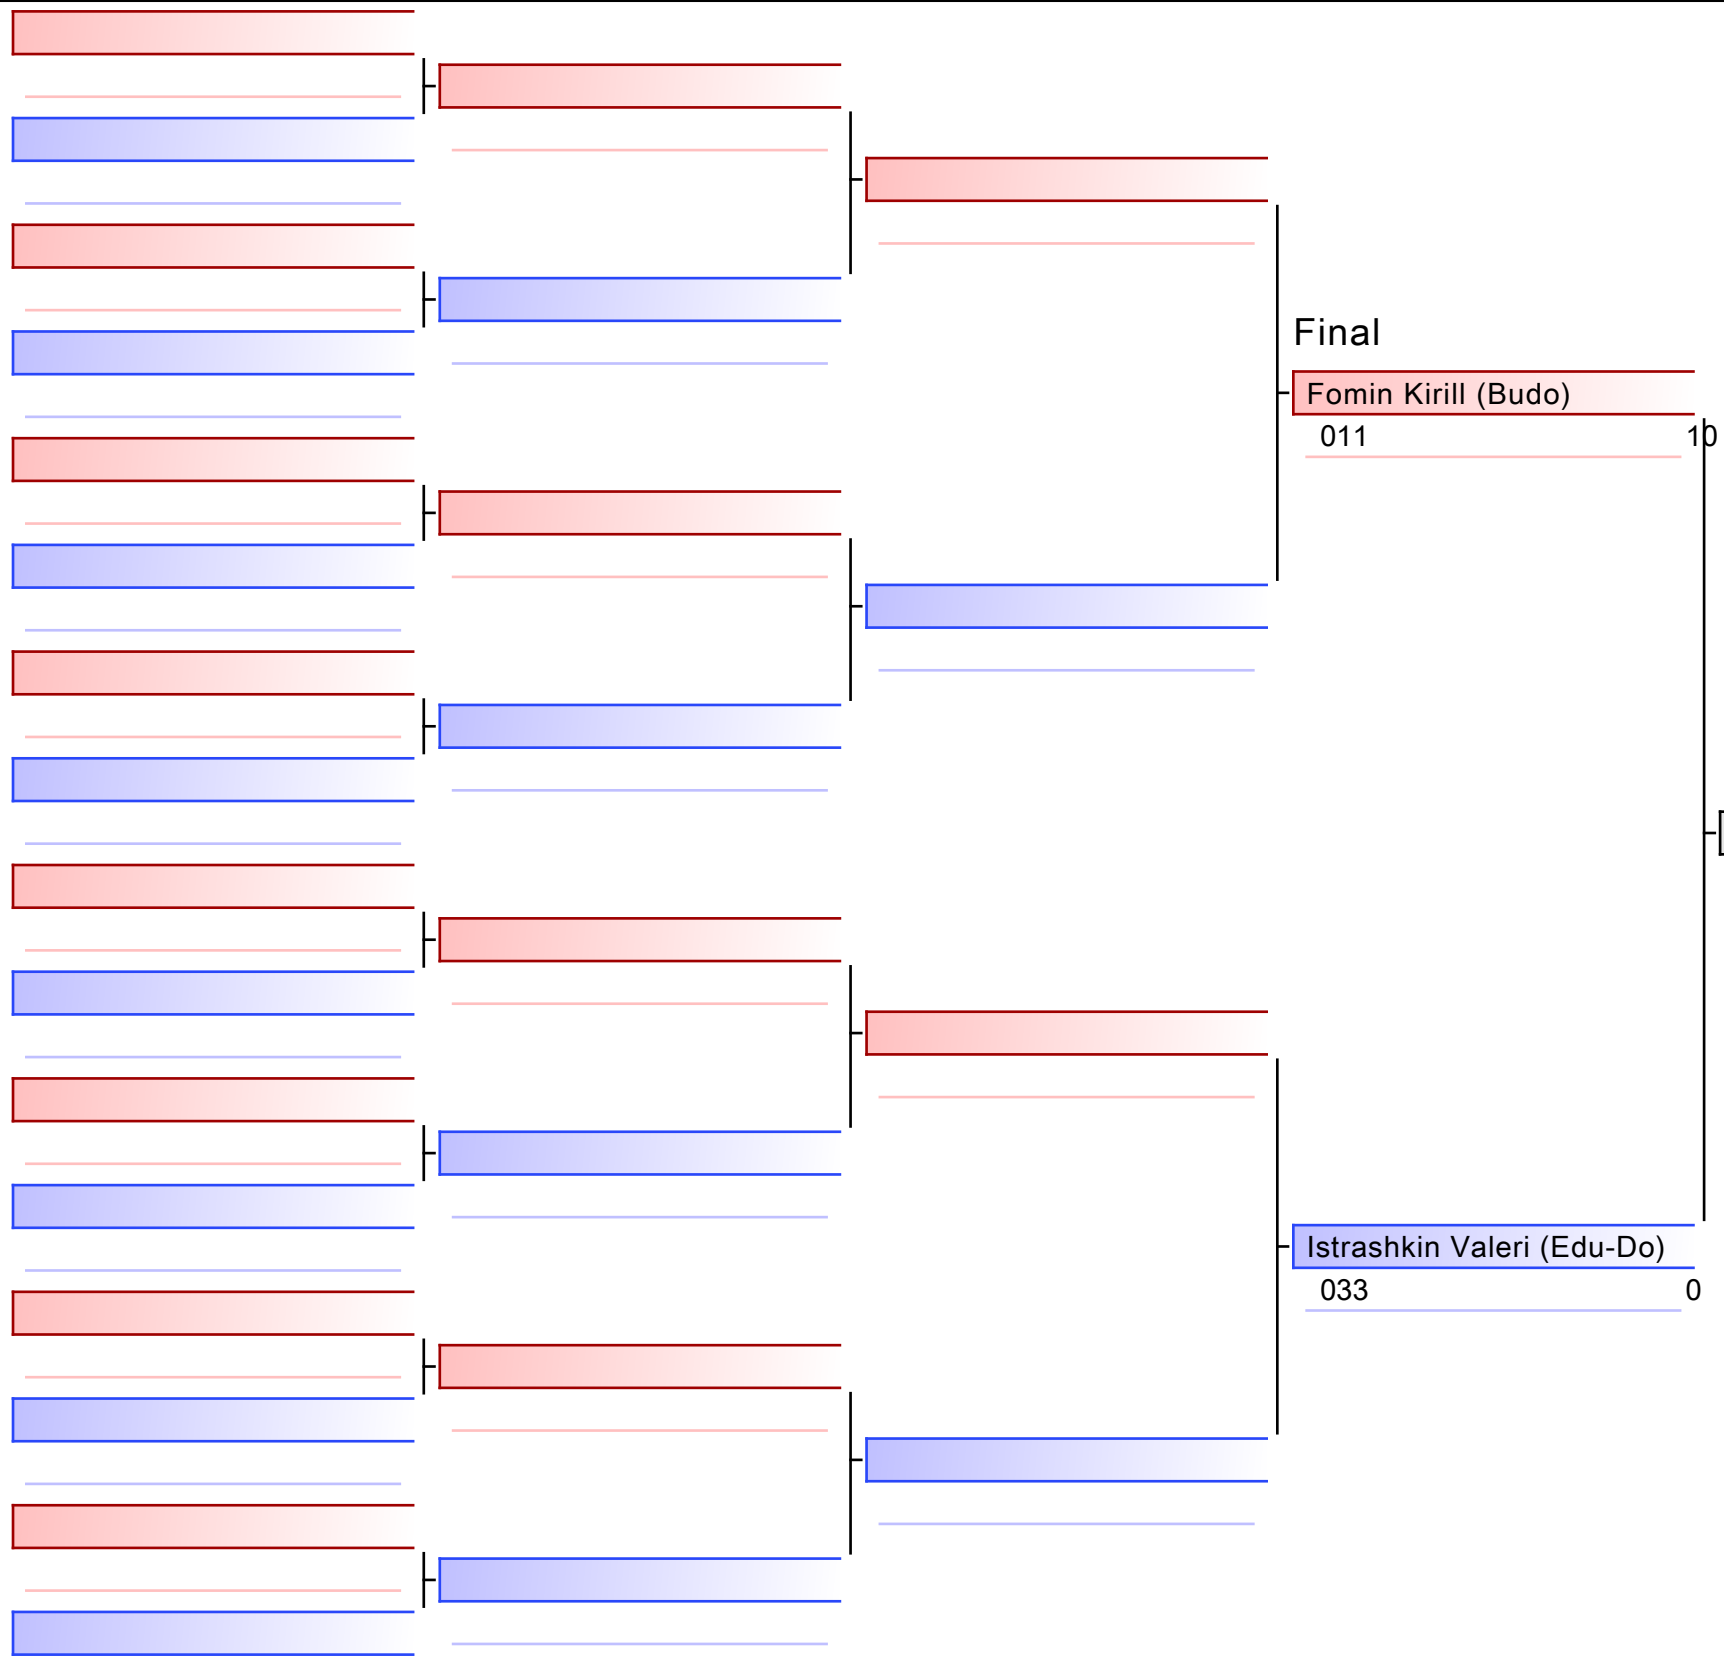 Final
Fomin Kirill (Budo)
011 10
Istrashkin Valeri (Edu-Do)
033 0